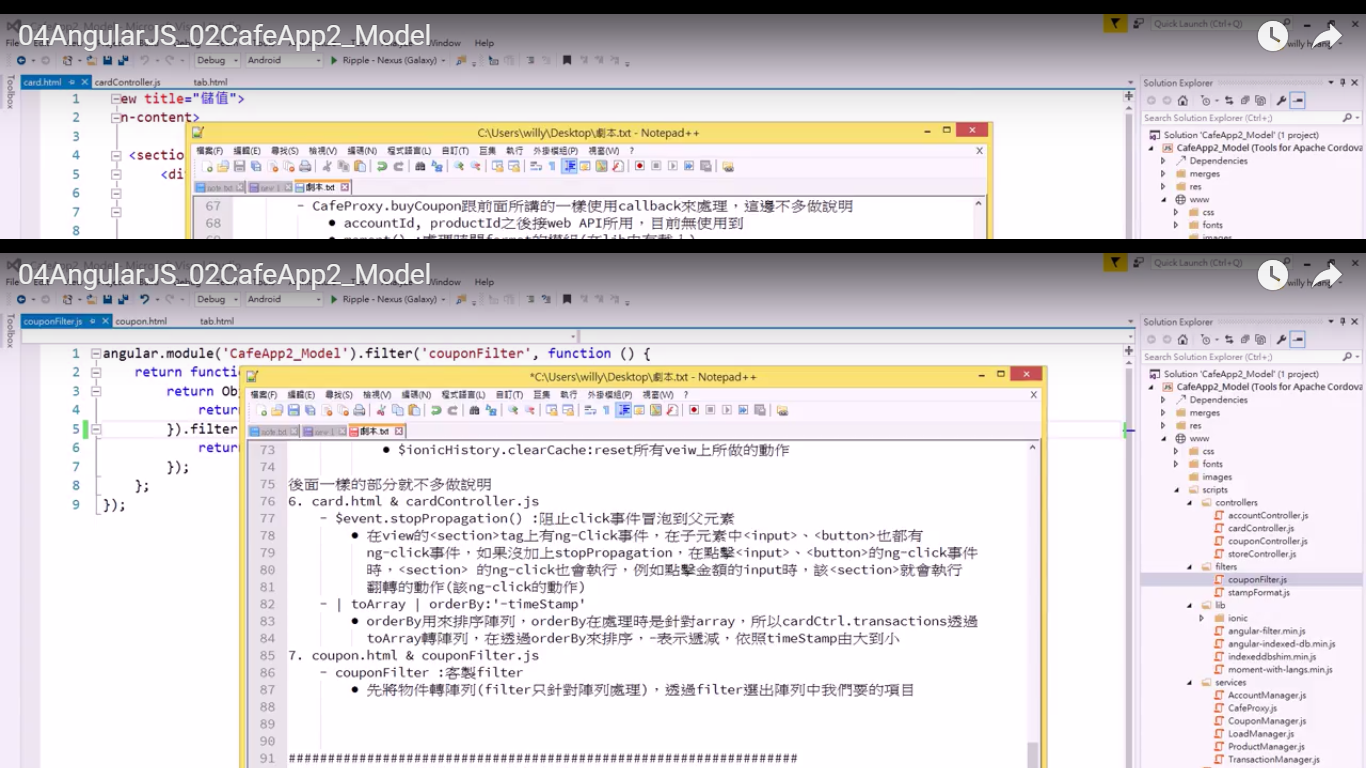 04AngularJS_02CafeApp2_Model
Quick Launch (Ctrl+Q)
Window Help
Debug Android Ripple - Nexus (Galaxy)
Toolbox
card.html cardController.js tab.html
1 ew title="儲值">
2 n-content>
3
4 <sectio
5 <di
6
7
8
C:\Users\willy\Desktop\劇本.txt - Notepad++
檔案(F) 編輯(E) 尋找(S) 檢視(V) 編碼(N) 程式語言(L) 自訂(T) 巨集 執行 外掛模組(P) 視窗(W) ? X
note.txt new 1 劇本.txt
67 - CafeProxy.buyCoupon跟前面所講的一樣使用callback來處理，這邊不多做說明
68 ● accountId, productId之後接web API所用，目前無使用到
Solution Explorer
Search Solution Explorer (Ctrl+;)
Solution 'CafeApp2_Model' (1 project)
CafeApp2_Model (Tools for Apache Cordova
Dependencies
merges
res
www
css
fonts
images
04AngularJS_02CafeApp2_Model
Quick Launch (Ctrl+Q)
Window Help
Debug Android Ripple - Nexus (Galaxy)
Toolbox
couponFilter.js coupon.html tab.html
1 angular.module('CafeApp2_Model').filter('couponFilter', function () {
2 return functi
3 return Ob
4 retur
5 }).filter
6 retur
7 });
8 };
9 });
*C:\Users\willy\Desktop\劇本.txt - Notepad++
檔案(F) 編輯(E) 尋找(S) 檢視(V) 編碼(N) 程式語言(L) 自訂(T) 巨集 執行 外掛模組(P) 視窗(W) ? X
note.txt new 1 劇本.txt
73 ● $ionicHistory.clearCache:reset所有veiw上所做的動作
74
75 後面一樣的部分就不多做說明
76 6. card.html & cardController.js
77 - $event.stopPropagation() :阻止click事件冒泡到父元素
78 ● 在view的<section>tag上有ng-Click事件，在子元素中<input>、<button>也都有
79 ng-click事件，如果沒加上stopPropagation，在點擊<input>、<button>的ng-click事件
80 時，<section> 的ng-click也會執行，例如點擊金額的input時，該<section>就會執行
81 翻轉的動作(該ng-click的動作)
82 - | toArray | orderBy:'-timeStamp'
83 ● orderBy用來排序陣列，orderBy在處理時是針對array，所以cardCtrl.transactions透過
84 toArray轉陣列，在透過orderBy來排序，-表示遞減，依照timeStamp由大到小
85 7. coupon.html & couponFilter.js
86 - couponFilter :客製filter
87 ● 先將物件轉陣列(filter只針對陣列處理)，透過filter選出陣列中我們要的項目
88
89
90
91 #################################################################
Solution Explorer
Search Solution Explorer (Ctrl+;)
Solution 'CafeApp2_Model' (1 project)
CafeApp2_Model (Tools for Apache Cordova
Dependencies
merges
res
www
css
fonts
images
scripts
controllers
accountController.js
cardController.js
couponController.js
storeController.js
filters
couponFilter.js
stampFormat.js
lib
ionic
angular-filter.min.js
angular-indexed-db.min.js
indexeddbshim.min.js
moment-with-langs.min.js
services
AccountManager.js
CafeProxy.js
CouponManager.js
LoadManager.js
ProductManager.js
TransactionManager.js